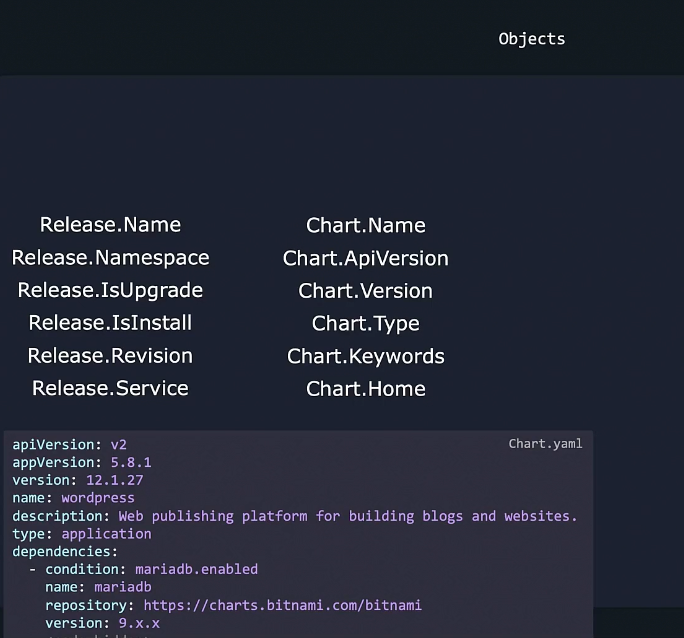 Objects
Release.Name
Release.Namespace
Release.IsUpgrade
Release.IsInstall
Release.Revision
Release.Service
Chart.Name
Chart.ApiVersion
Chart.Version
Chart.Type
Chart.Keywords
Chart.Home
Chart.yaml
apiVersion: v2
appVersion: 5.8.1
version: 12.1.27
name: wordpress
description: Web publishing platform for building blogs and websites.
type: application
dependencies:
  - condition: mariadb.enabled
    name: mariadb
    repository: https://charts.bitnami.com/bitnami
    version: 9.x.x